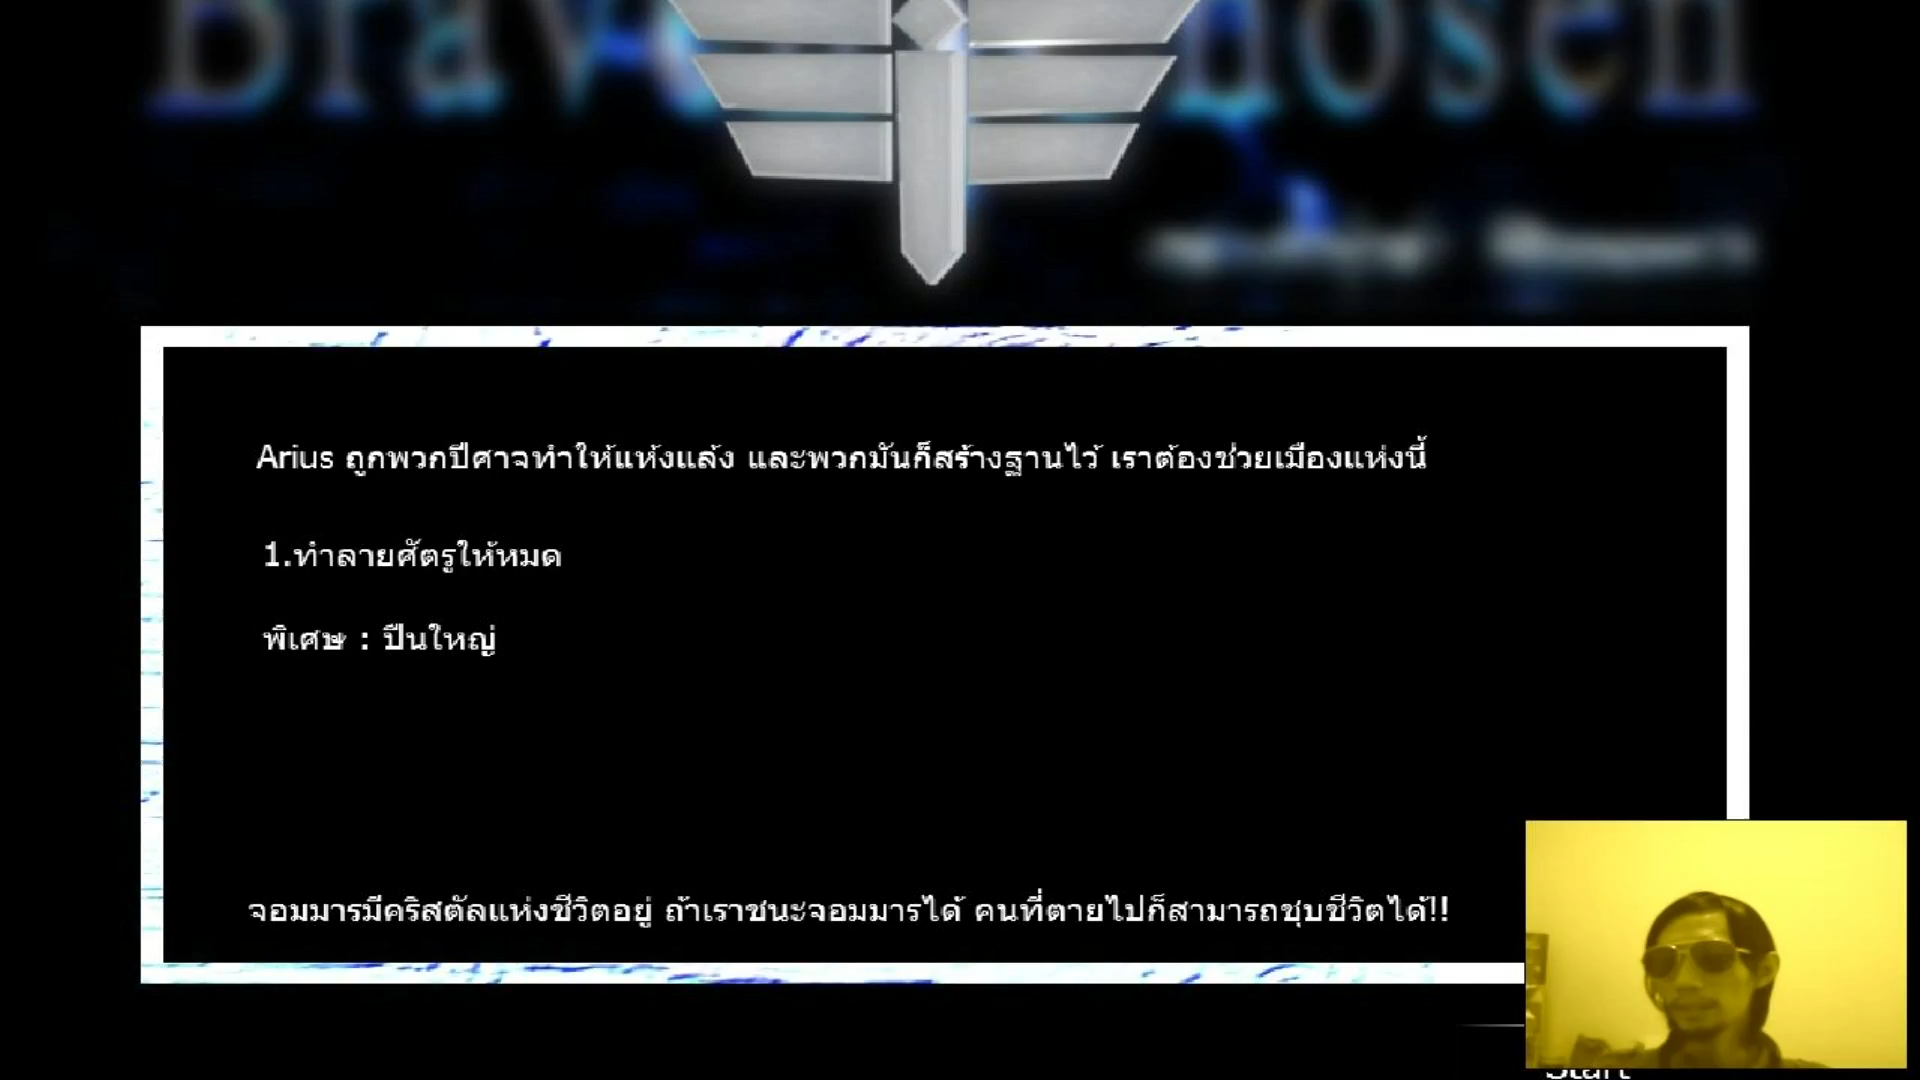 Arius ถูกพวกปีศาจทำให้แห้งแล้ง และพวกมันก็สร้างฐานไว้ เราต้องช่วยเมืองแห่งนี้
1.ทำลายศัตรูให้หมด
พิเศษ : ปืนใหญ่
จอมมารมีคริสตัลแห่งชีวิตอยู่ ถ้าเราชนะจอมมารได้ คนที่ตายไปก็สามารถชุบชีวิตได้!!
Start